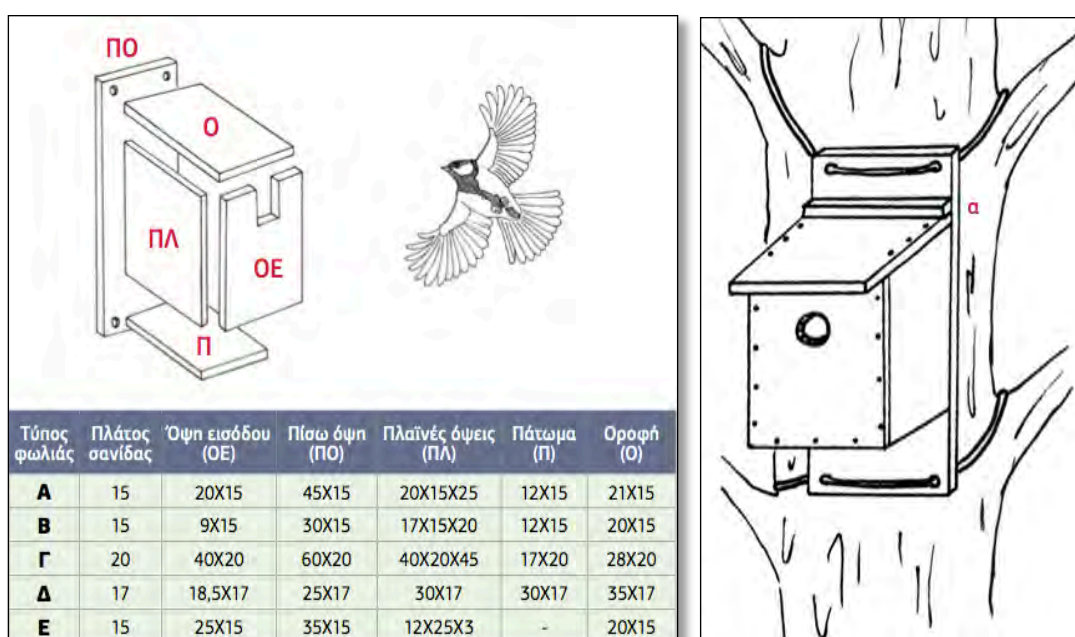 ΠΟ
Ο
ΠΛ
ΟΕ
Π
Τύπος φωλιάς Πλάτος σανίδας Όψη εισόδου (ΟΕ) Πίσω όψη (ΠΟ) Πλαϊνές όψεις (ΠΛ) Πάτωμα (Π) Οροφή (Ο)
Α 15 20Χ15 45Χ15 20Χ15Χ25 12Χ15 21Χ15
Β 15 9Χ15 30Χ15 17Χ15Χ20 12Χ15 20Χ15
Γ 20 40Χ20 60Χ20 40Χ20Χ45 17Χ20 28Χ20
Δ 17 18,5Χ17 25Χ17 30Χ17 30Χ17 35Χ17
Ε 15 25Χ15 35Χ15 12Χ25Χ3 - 20Χ15
α